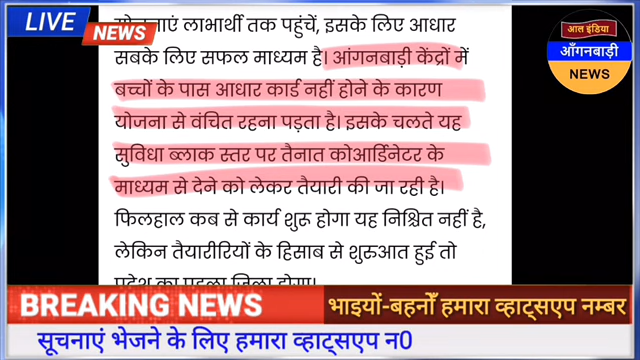 LIVE NEWS
आल इंडिया
आँगनबाड़ी
NEWS
योजनाएं लाभार्थी तक पहुंचें, इसके लिए आधार
सबके लिए सफल माध्यम है। आंगनबाड़ी केंद्रों में
बच्चों के पास आधार कार्ड नहीं होने के कारण
योजना से वंचित रहना पड़ता है। इसके चलते यह
सुविधा ब्लाक स्तर पर तैनात कोआर्डिनेटर के
माध्यम से देने को लेकर तैयारी की जा रही है।
फिलहाल कब से कार्य शुरू होगा यह निश्चित नहीं है,
लेकिन तैयारीरियों के हिसाब से शुरुआत हुई तो
प्रदेश का पहला जिला होगा।
BREAKING NEWS
भाइयों-बहनोँ हमारा व्हाट्सएप नम्बर
सूचनाएं भेजने के लिए हमारा व्हाट्सएप न0